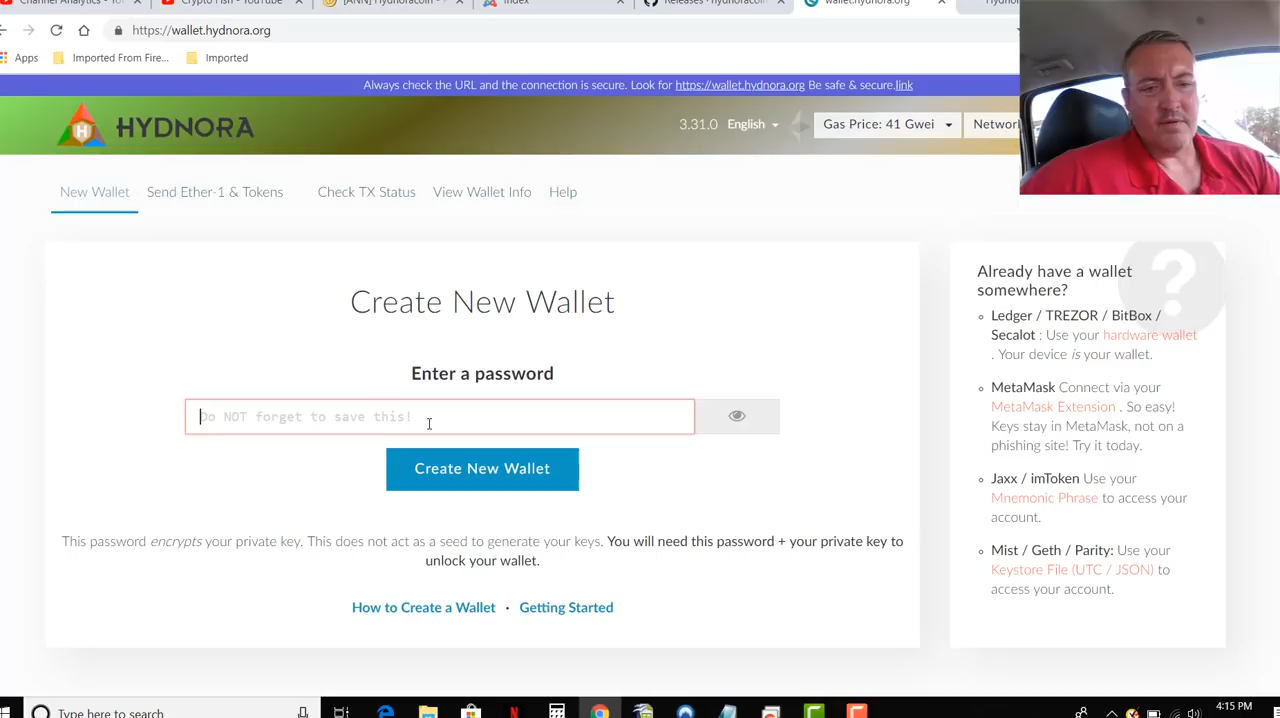 Channel Analytics - Yo
Crypto Fish - YouTube
[ANN] Hydnoracoin -
Index
Releases · hydnoracoin
wallet.hydnora.org
Hydnor
https://wallet.hydnora.org
Apps
Imported From Fire...
Imported
Always check the URL and the connection is secure. Look for https://wallet.hydnora.org Be safe & secure.link
H HYDNORA
3.31.0 English
Gas Price: 41 Gwei
Network
New Wallet
Send Ether-1 & Tokens
Check TX Status
View Wallet Info
Help
Create New Wallet
Enter a password
Do NOT forget to save this!
Create New Wallet
This password encrypts your private key. This does not act as a seed to generate your keys. You will need this password + your private key to
unlock your wallet.
How to Create a Wallet · Getting Started
Already have a wallet
somewhere?
?
Ledger / TREZOR / BitBox /
Secalot : Use your hardware wallet
. Your device is your wallet.
MetaMask Connect via your
MetaMask Extension . So easy!
Keys stay in MetaMask, not on a
phishing site! Try it today.
Jaxx / imToken Use your
Mnemonic Phrase to access your
account.
Mist / Geth / Parity: Use your
Keystore File (UTC / JSON) to
access your account.
Type here to search
4:15 PM